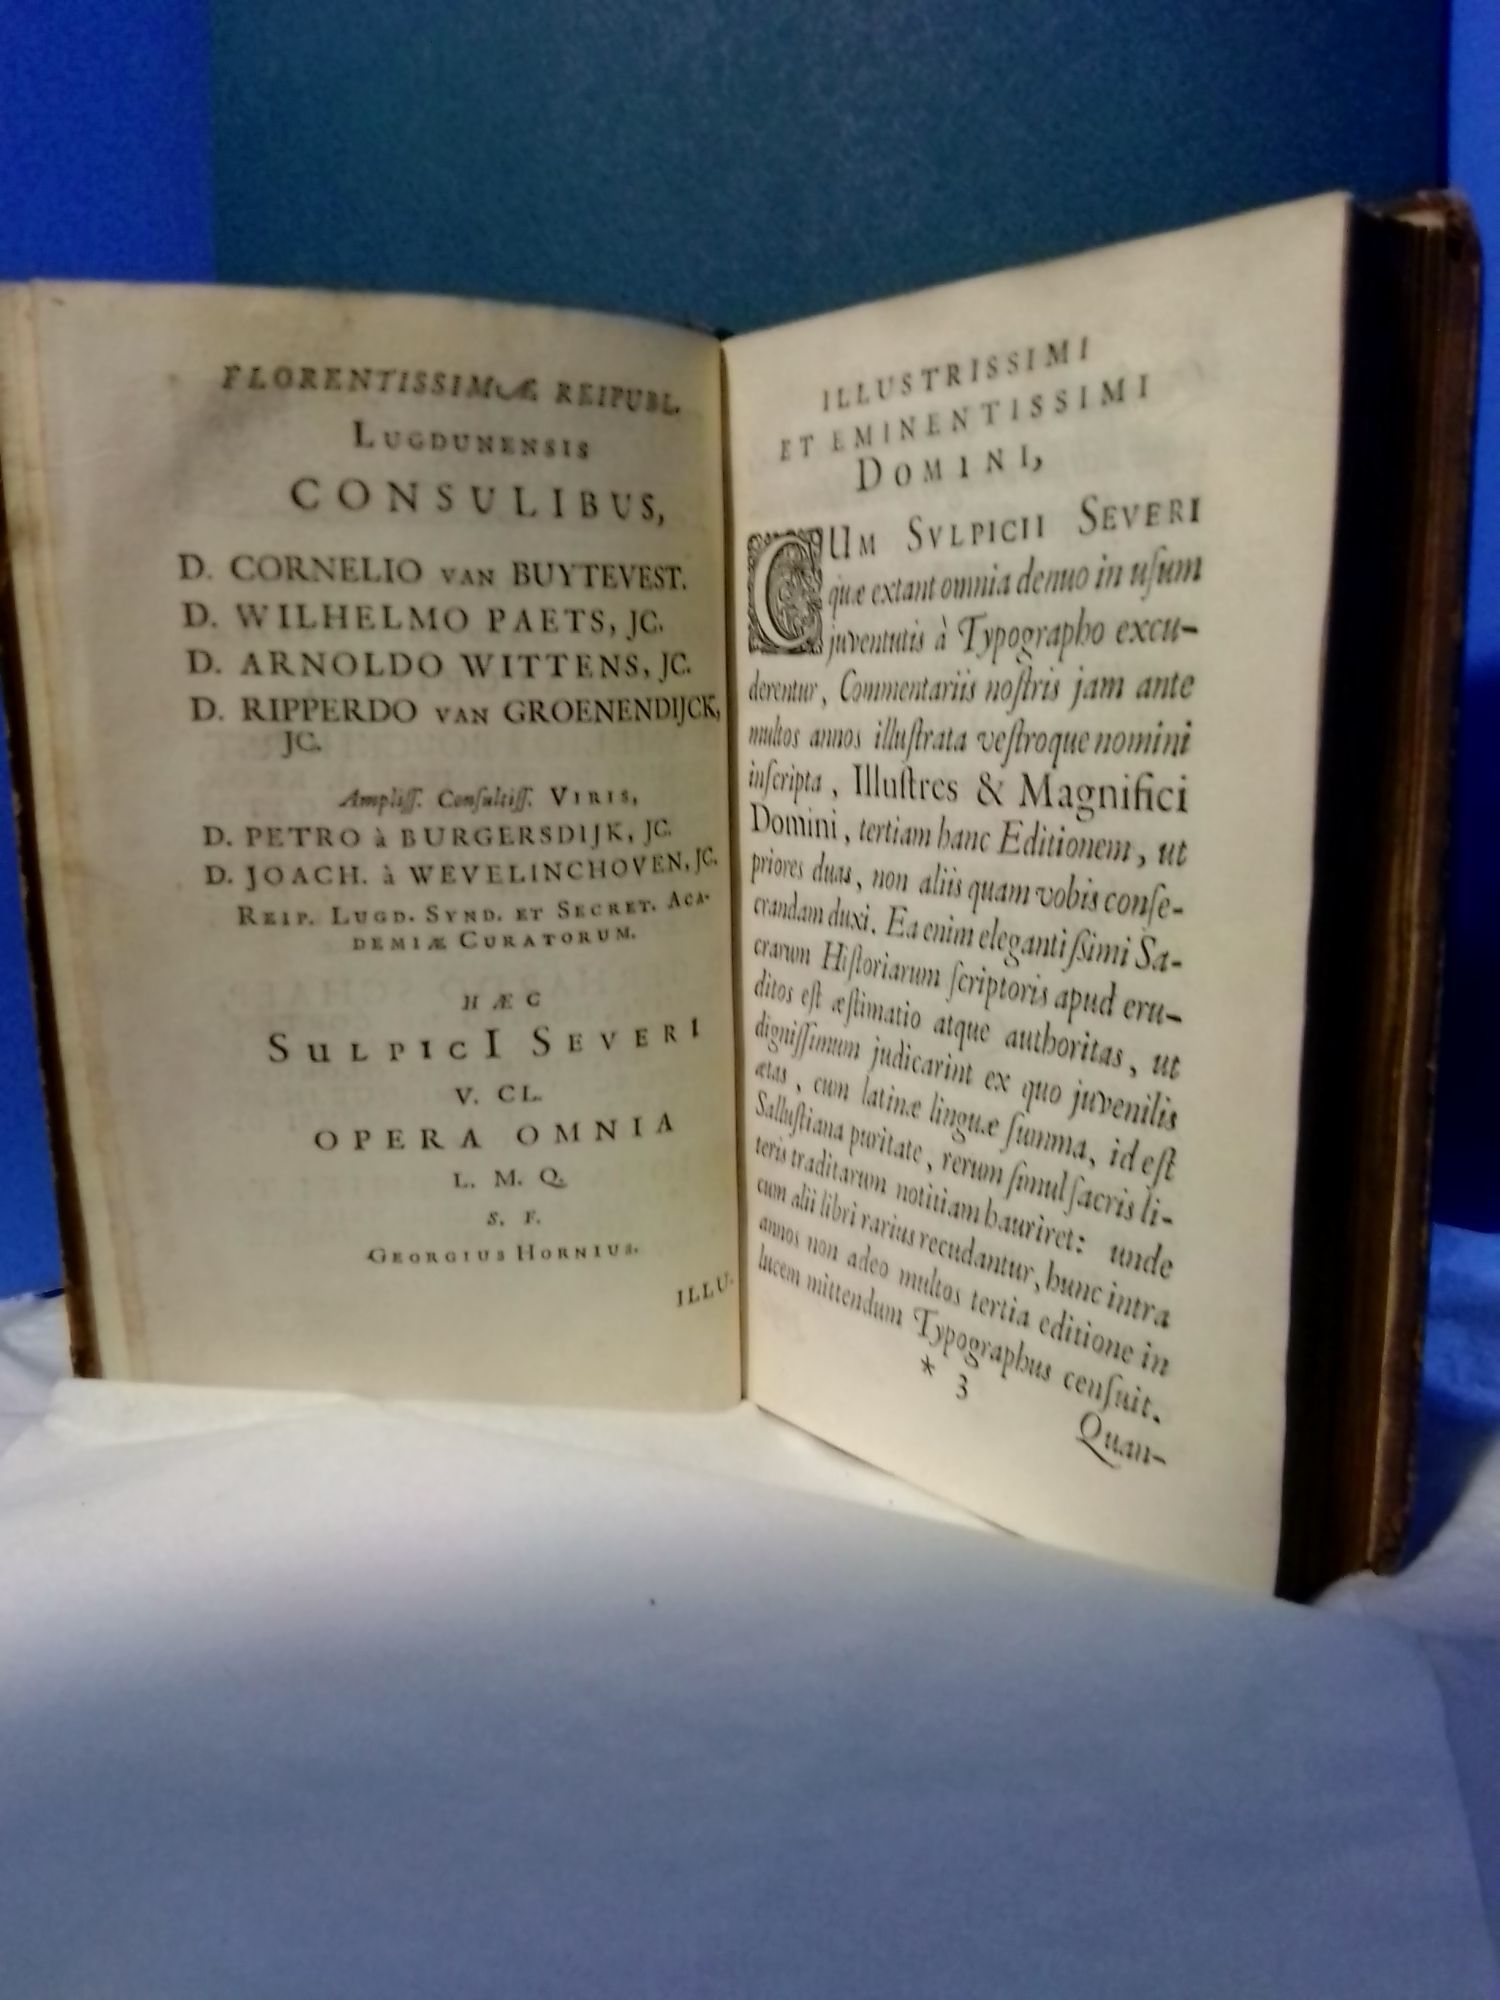 FLORENTISSIMÆ REIPUBL.
LUGDUNENSIS
CONSULIBUS,
D. CORNELIO VAN BUYTEVEST.
D. WILHELMO PAETS, JC.
D. ARNOLDO WITTENS, JC.
D. RIPPERDO VAN GROENENDIJCK,
JC.
Ampliſſ. Conſultiſſ. VIRIS,
D. PETRO à BURGERSDIJK, JC.
D. JOACH. à WEVELINCHOVEN, JC.
REIP. LUGD. SYND. ET SECRET. ACA-
DEMIÆ CURATORUM.
HÆC
SULPICI SEVERI
V. CL.
OPERA OMNIA
L. M. Q.
S. F.
GEORGIUS HORNIUS.
ILLU-
ILLUSTRISSIMI
ET EMINENTISSIMI
DOMINI,
CUM SVLPICII SEVERI
quæ extant omnia denuo in uſum
juventutis à Typographo excu-
derentur, Commentariis noſtris jam ante
multos annos illuſtrata veſtroque nomini
inſcripta, Illuſtres & Magnifici
Domini, tertiam hanc Editionem, ut
priores duas, non aliis quam vobis conſe-
crandam duxi. Ea enim elegantiſſimi Sa-
crarum Hiſtoriarum ſcriptoris apud eru-
ditos eſt æſtimatio atque authoritas, ut
digniſſimum judicarint ex quo juvenilis
ætas, cum latinæ linguæ ſumma, id eſt
Salluſtiana puritate, rerum ſimul ſacris li-
teris traditarum notitiam hauriret: unde
cum alii libri rarius recudantur, hunc intra
annos non adeo multos tertia editione in
lucem mittendum Typographus cenſuit.
* 3
Quan-